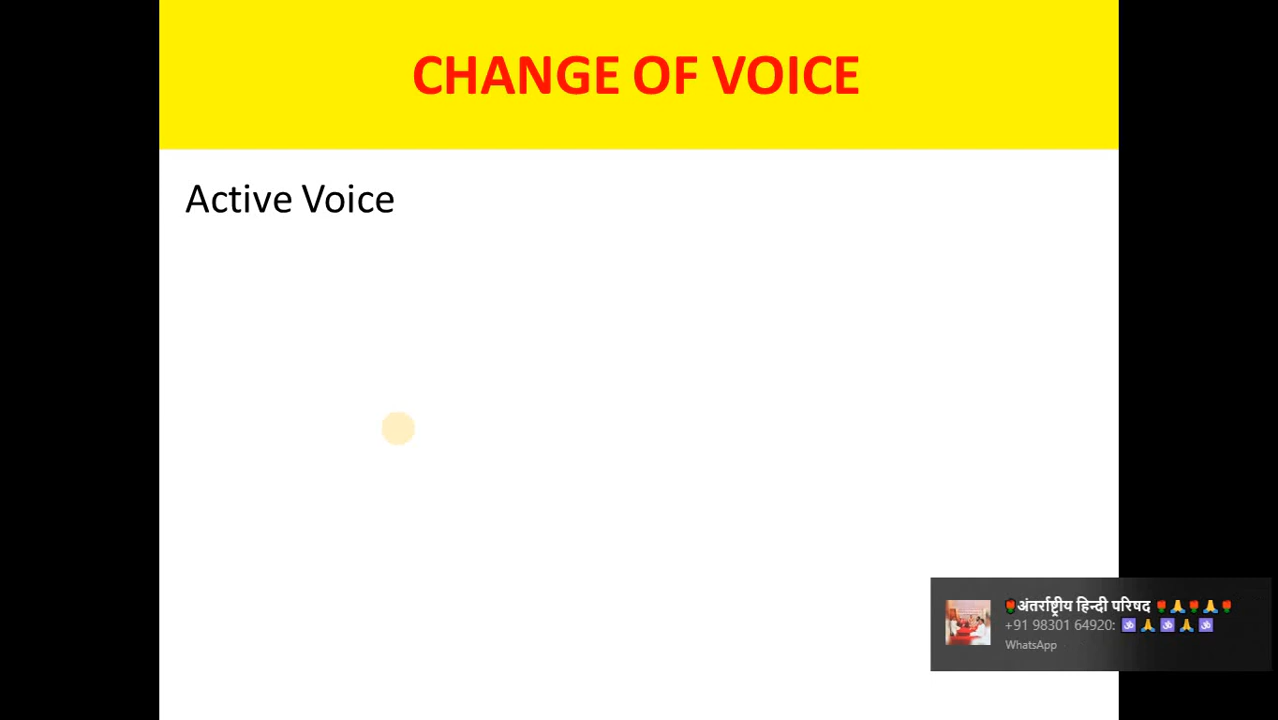 CHANGE OF VOICE
Active Voice
🌹अंतर्राष्ट्रीय हिन्दी परिषद🌹🙏🌹🙏🌹
+91 98301 64920: 🕉🙏🕉🙏🕉
WhatsApp